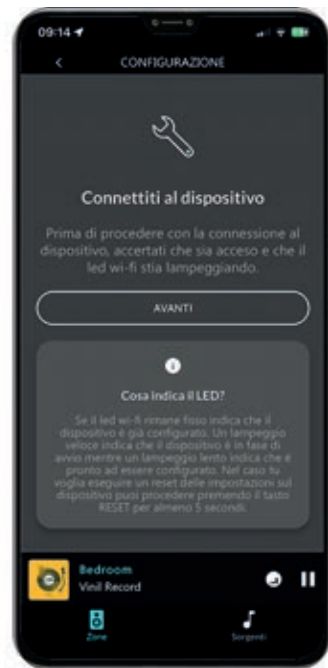 09:14
CONFIGURAZIONE
Connettiti al dispositivo
Prima di procedere con la connessione al
dispositivo, accertati che sia acceso e che il
led wi-fi stia lampeggiando.
AVANTI
Cosa indica il LED?
Se il led wi-fi rimane fisso indica che il
dispositivo è già configurato. Un lampeggio
veloce indica che il dispositivo è in fase di
avvio mentre un lampeggio lento indica che è
pronto ad essere configurato. Nel caso tu
voglia eseguire un reset delle impostazioni sul
dispositivo puoi procedere premendo il tasto
RESET per almeno 5 secondi.
Bedroom
Vinil Record
Zone
Sorgenti